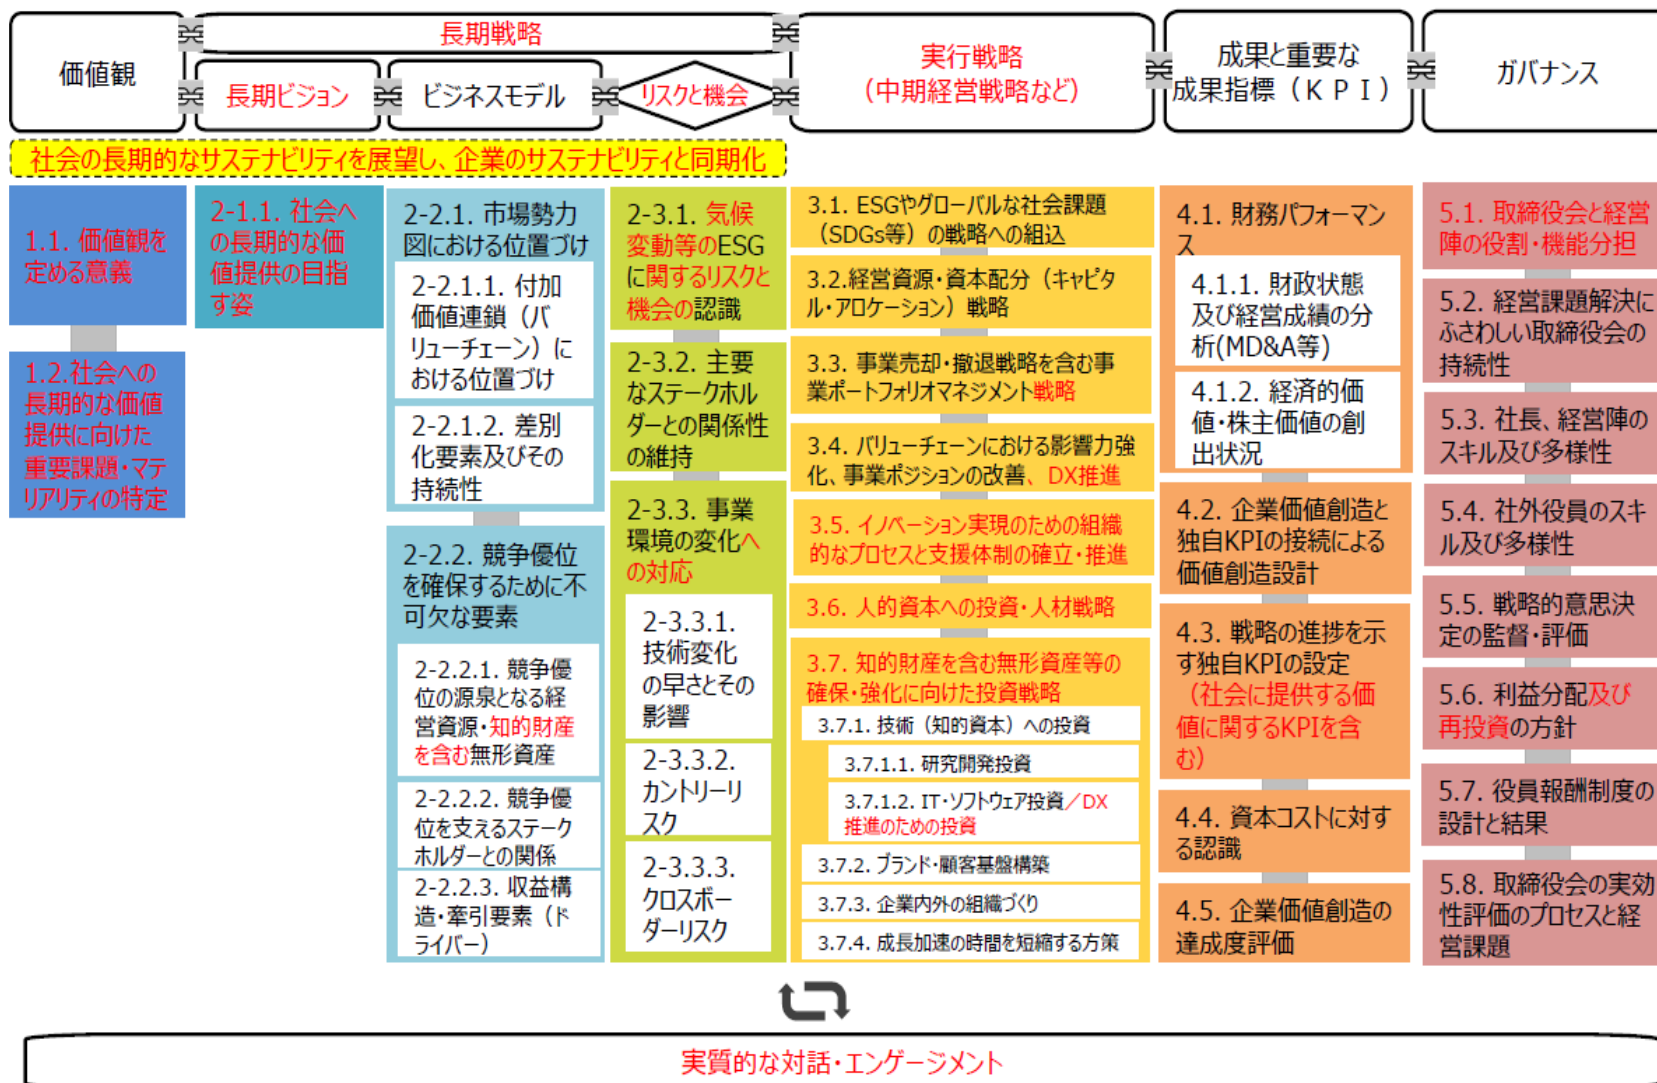 価値観
長期戦略
長期ビジョン
ビジネスモデル
リスクと機会
実行戦略
(中期経営戦略など)
成果と重要な
成果指標(KPI)
ガバナンス
社会の長期的なサステナビリティを展望し、企業のサステナビリティと同期化
1.1. 価値観を
定める意義
1.2.社会への
長期的な価値
提供に向けた
重要課題・マテ
リアリティの特定
2-1.1. 社会へ
の長期的な価
値提供の目指
す姿
2-2.1. 市場勢力
図における位置づけ
2-2.1.1. 付加
価値連鎖(バ
リューチェーン)に
おける位置づけ
2-2.1.2. 差別
化要素及びその
持続性
2-2.2. 競争優位
を確保するために不
可欠な要素
2-2.2.1. 競争優
位の源泉となる経
営資源・知的財産
を含む無形資産
2-2.2.2. 競争優
位を支えるステーク
ホルダーとの関係
2-2.2.3. 収益構
造・牽引要素(ド
ライバー)
2-3.1. 気候
変動等のESG
に関するリスクと
機会の認識
2-3.2. 主要
なステークホル
ダーとの関係性
の維持
2-3.3. 事業
環境の変化へ
の対応
2-3.3.1.
技術変化
の早さとその
影響
2-3.3.2.
カントリーリ
スク
2-3.3.3.
クロスボー
ダーリスク
3.1. ESGやグローバルな社会課題
(SDGs等)の戦略への組込
3.2.経営資源・資本配分(キャピタ
ル・アロケーション)戦略
3.3. 事業売却・撤退戦略を含む事
業ポートフォリオマネジメント戦略
3.4. バリューチェーンにおける影響力強
化、事業ポジションの改善、DX推進
3.5. イノベーション実現のための組織
的なプロセスと支援体制の確立・推進
3.6. 人的資本への投資・人材戦略
3.7. 知的財産を含む無形資産等の
確保・強化に向けた投資戦略
3.7.1. 技術(知的資本)への投資
3.7.1.1. 研究開発投資
3.7.1.2. IT・ソフトウェア投資/DX
推進のための投資
3.7.2. ブランド・顧客基盤構築
3.7.3. 企業内外の組織づくり
3.7.4. 成長加速の時間を短縮する方策
4.1. 財務パフォーマン
ス
4.1.1. 財政状態
及び経営成績の分
析(MD&A等)
4.1.2. 経済的価
値・株主価値の創
出状況
4.2. 企業価値創造と
独自KPIの接続による
価値創造設計
4.3. 戦略の進捗を示
す独自KPIの設定
(社会に提供する価
値に関するKPIを含
む)
4.4. 資本コストに対す
る認識
4.5. 企業価値創造の
達成度評価
5.1. 取締役会と経営
陣の役割・機能分担
5.2. 経営課題解決に
ふさわしい取締役会の
持続性
5.3. 社長、経営陣の
スキル及び多様性
5.4. 社外役員のスキ
ル及び多様性
5.5. 戦略的意思決
定の監督・評価
5.6. 利益分配及び
再投資の方針
5.7. 役員報酬制度の
設計と結果
5.8. 取締役会の実効
性評価のプロセスと経
営課題
実質的な対話・エンゲージメント